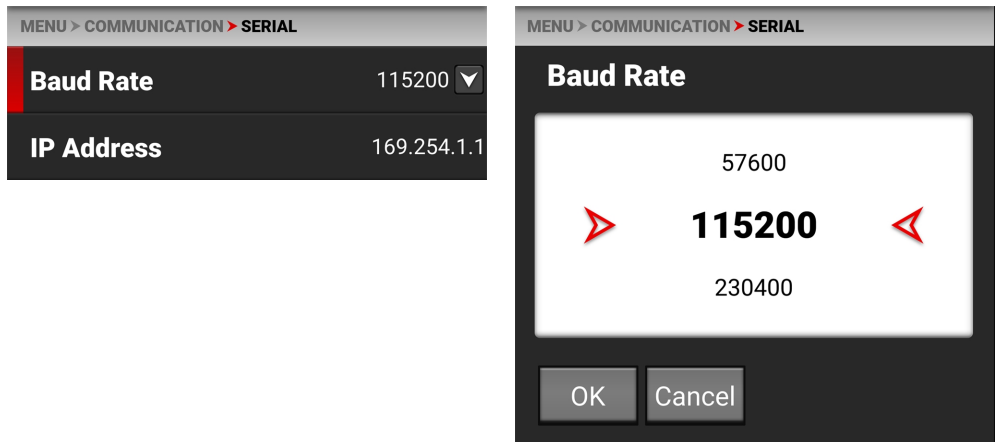 MENU > COMMUNICATION > SERIAL
Baud Rate 115200
IP Address 169.254.1.1
MENU > COMMUNICATION > SERIAL
Baud Rate
57600
115200
230400
OK Cancel